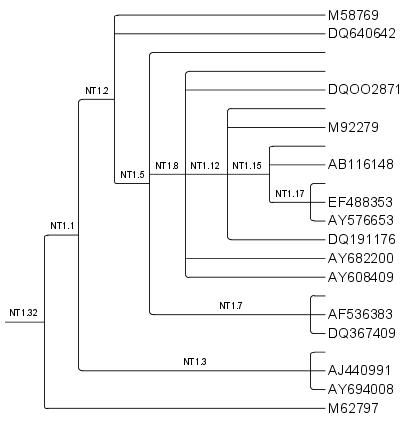 M58769
DQ640642
NT1.2
DQOO2871
M92279
AB116148
NT1.5
NT1.8
NT1.12
NT1.15
NT1.17
EF488353
AY576653
NT1.1
DQ191176
AY682200
AY608409
NT1.7
NT1.32
AF536383
DQ367409
NT1.3
AJ440991
AY694008
M62797